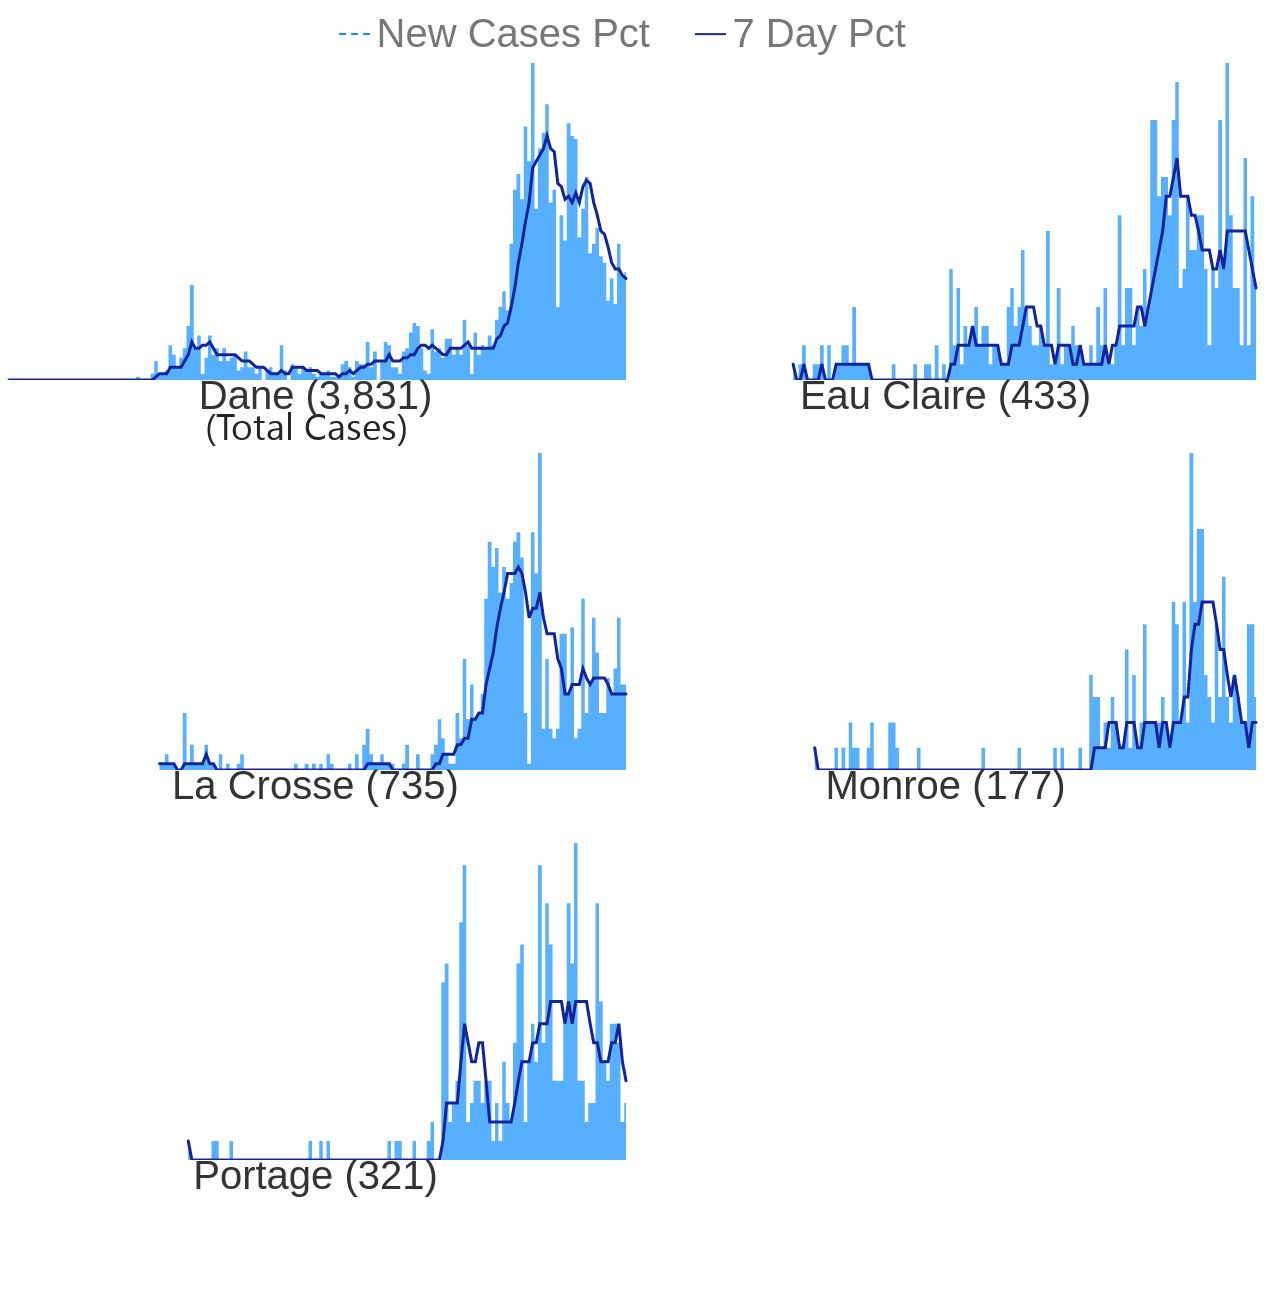 New Cases Pct 7 Day Pct
Dane (3,831) Eau Claire (433)
(Total Cases)
La Crosse (735) Monroe (177)
Portage (321)